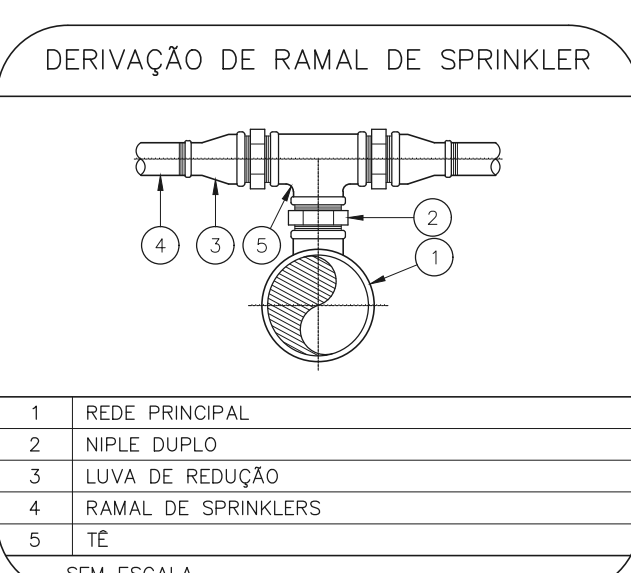 DERIVAÇÃO DE RAMAL DE SPRINKLER
4 3 5 2
1
1 REDE PRINCIPAL
2 NIPLE DUPLO
3 LUVA DE REDUÇÃO
4 RAMAL DE SPRINKLERS
5 TÊ
SEM ESCALA